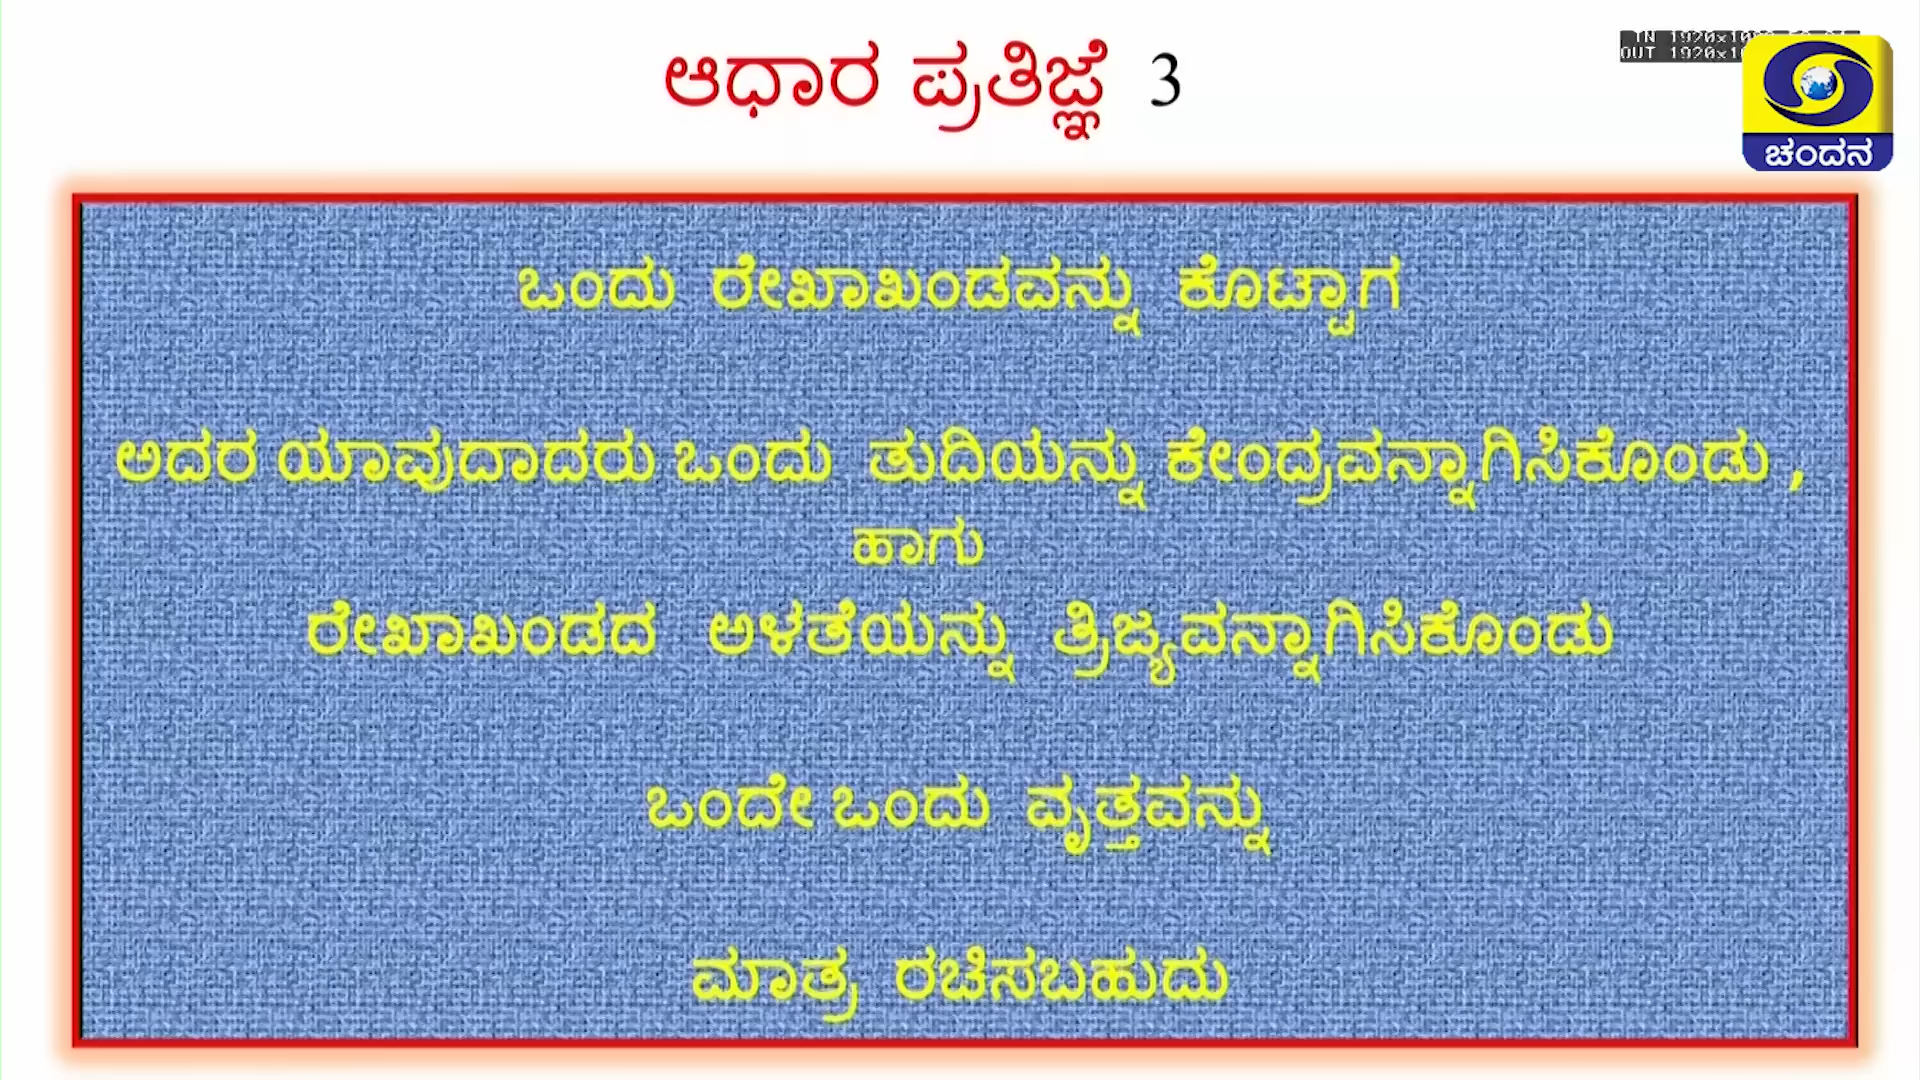 ಆಧಾರ ಪ್ರತಿಜ್ಞೆ 3
ಚಂದನ
ಒಂದು ರೇಖಾಖಂಡವನ್ನು ಕೊಟ್ಟಾಗ
ಅದರ ಯಾವುದಾದರು ಒಂದು ತುದಿಯನ್ನು ಕೇಂದ್ರವನ್ನಾಗಿಸಿಕೊಂಡು ,
ಹಾಗು
ರೇಖಾಖಂಡದ ಅಳತೆಯನ್ನು ತ್ರಿಜ್ಯವನ್ನಾಗಿಸಿಕೊಂಡು
ಒಂದೇ ಒಂದು ವೃತ್ತವನ್ನು
ಮಾತ್ರ ರಚಿಸಬಹುದು